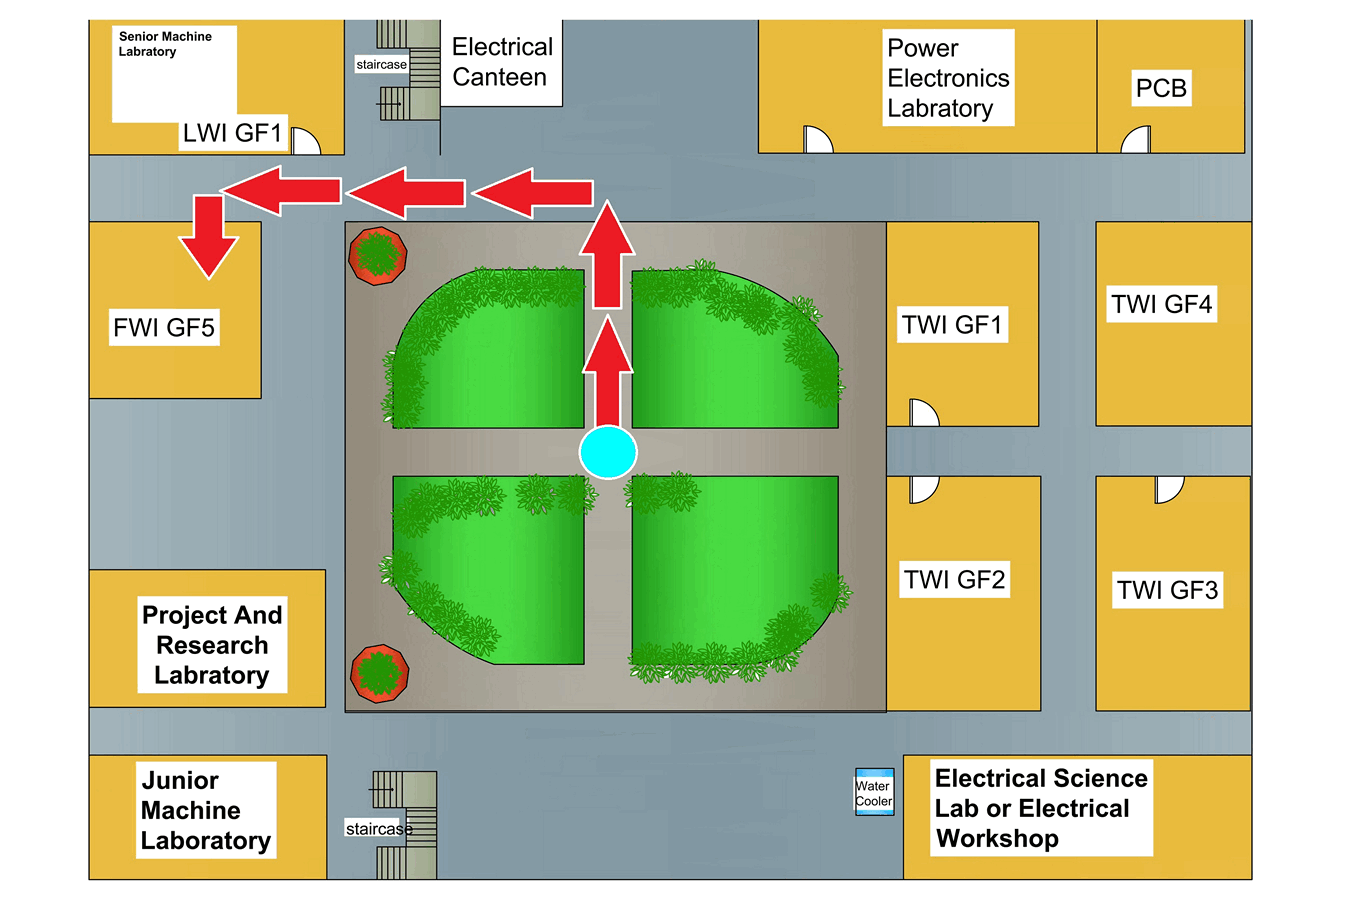 Senior Machine
Labratory
LWI GF1
staircase
Electrical
Canteen
Power
Electronics
Labratory
PCB
FWI GF5
TWI GF1
TWI GF4
TWI GF2
TWI GF3
Project And
Research
Labratory
Junior
Machine
Laboratory
staircase
Water
Cooler
Electrical Science
Lab or Electrical
Workshop